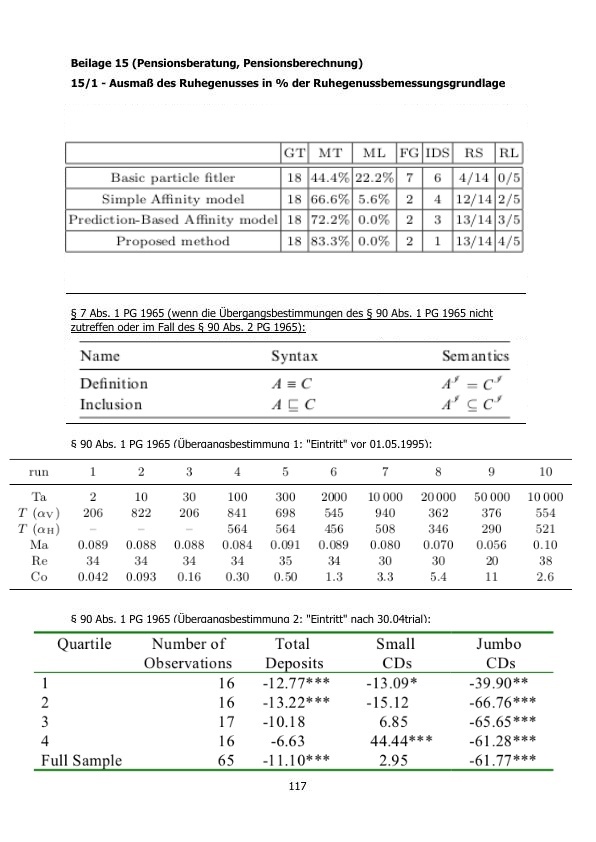 Beilage 15 (Pensionsberatung, Pensionsberechnung)
15/1 - Ausmaß des Ruhegenusses in % der Ruhegenussbemessungsgrundlage
GT MT ML FG IDS RS RL
Basic particle fitler 18 44.4% 22.2% 7 6 4/14 0/5
Simple Affinity model 18 66.6% 5.6% 2 4 12/14 2/5
Prediction-Based Affinity model 18 72.2% 0.0% 2 3 13/14 3/5
Proposed method 18 83.3% 0.0% 2 1 13/14 4/5
§ 7 Abs. 1 PG 1965 (wenn die Übergangsbestimmungen des § 90 Abs. 1 PG 1965 nicht
zutreffen oder im Fall des § 90 Abs. 2 PG 1965):
Name Syntax Semantics
Definition A ≡ C A^𝓘 = C^𝓘
Inclusion A ⊑ C A^𝓘 ⊆ C^𝓘
§ 90 Abs. 1 PG 1965 (Übergangsbestimmung 1: "Eintritt" vor 01.05.1995):
run 1 2 3 4 5 6 7 8 9 10
Ta 2 10 30 100 300 2000 10 000 20 000 50 000 10 000
T (αV) 206 822 206 841 698 545 940 362 376 554
T (αH) – – – 564 564 456 508 346 290 521
Ma 0.089 0.088 0.088 0.084 0.091 0.089 0.080 0.070 0.056 0.10
Re 34 34 34 34 35 34 30 30 20 38
Co 0.042 0.093 0.16 0.30 0.50 1.3 3.3 5.4 11 2.6
§ 90 Abs. 1 PG 1965 (Übergangsbestimmung 2: "Eintritt" nach 30.04trial):
Quartile Number of Total Small Jumbo
Observations Deposits CDs CDs
1 16 -12.77*** -13.09* -39.90**
2 16 -13.22*** -15.12 -66.76***
3 17 -10.18 6.85 -65.65***
4 16 -6.63 44.44*** -61.28***
Full Sample 65 -11.10*** 2.95 -61.77***
117